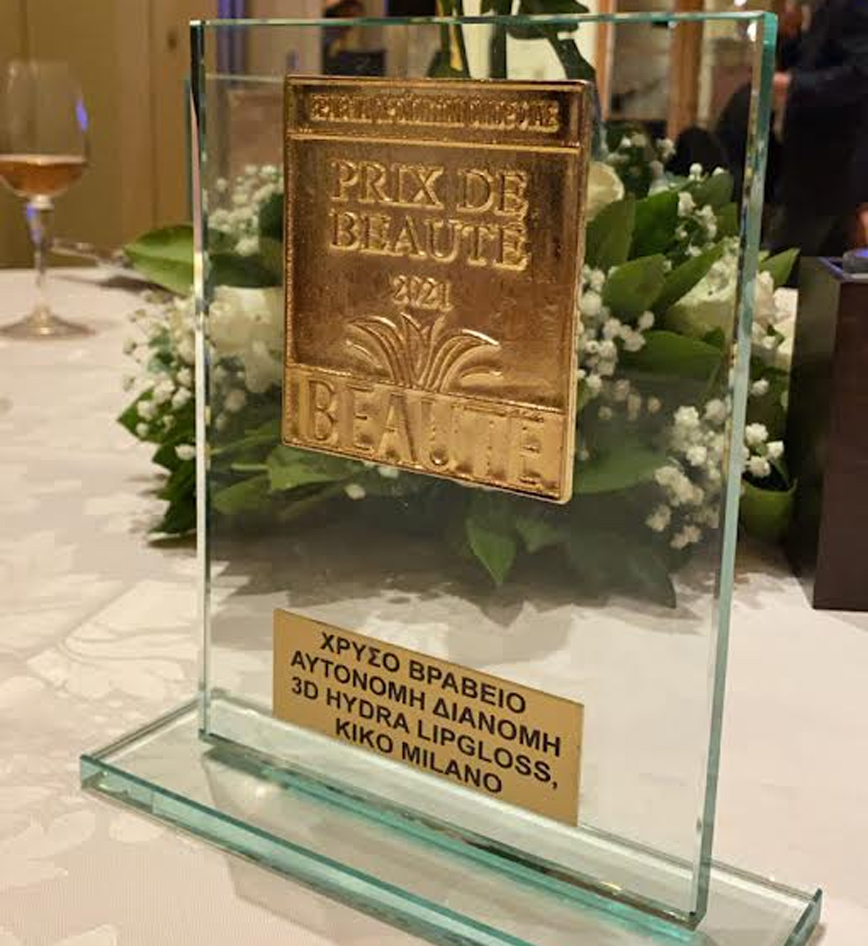 PRIX DE
BEAUTÉ
2021
BEAUTÉ
ΧΡΥΣΟ ΒΡΑΒΕΙΟ
ΑΥΤΟΝΟΜΗ ΔΙΑΝΟΜΗ
3D HYDRA LIPGLOSS,
KIKO MILANO